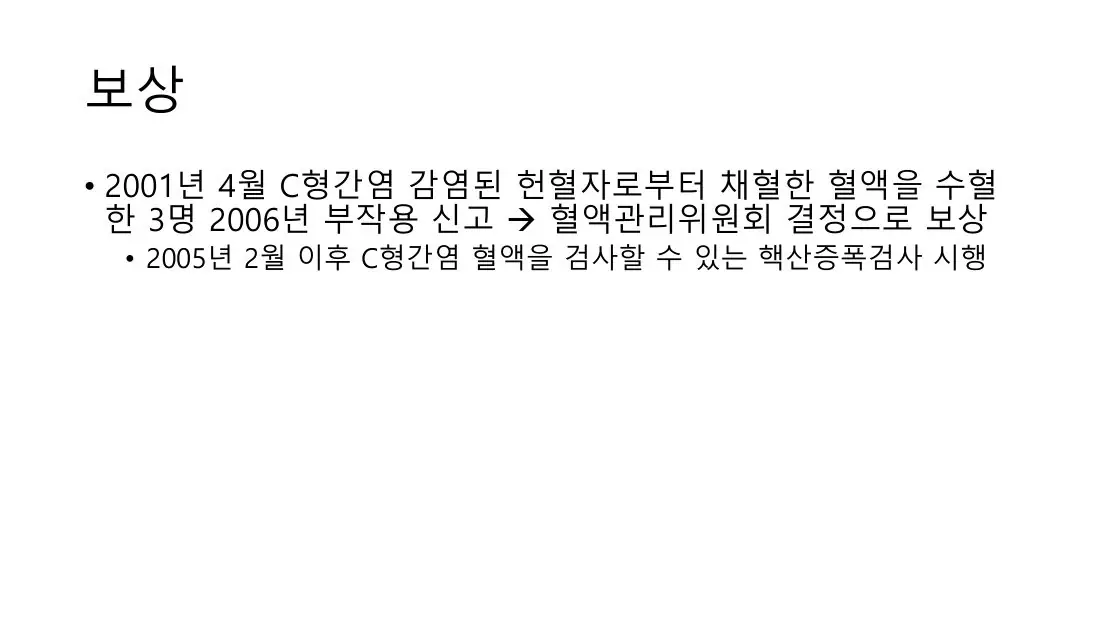 보상
• 2001년 4월 C형간염 감염된 헌혈자로부터 채혈한 혈액을 수혈
한 3명 2006년 부작용 신고 → 혈액관리위원회 결정으로 보상
• 2005년 2월 이후 C형간염 혈액을 검사할 수 있는 핵산증폭검사 시행